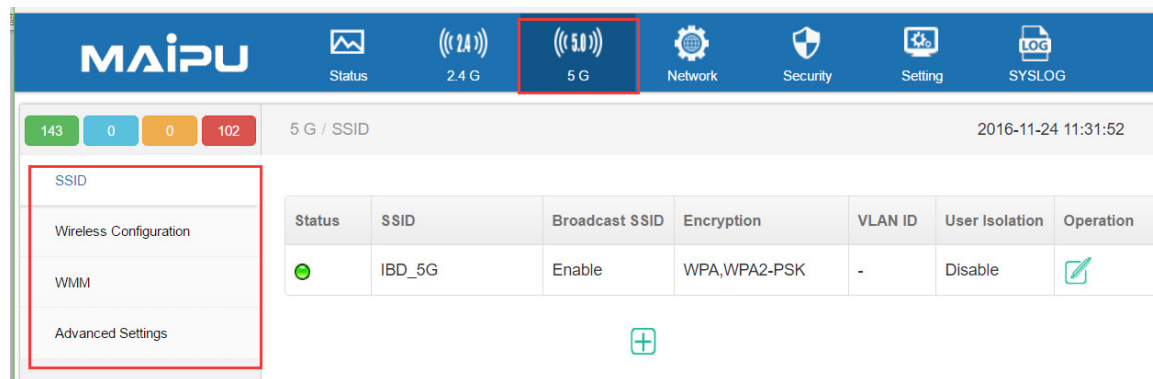 MAIPU
((( 2.4 ))) ((( 5.0 ))) LOG
Status 2.4 G 5 G Network Security Setting SYSLOG
143 0 0 102
5 G / SSID 2016-11-24 11:31:52
SSID
Wireless Configuration
WMM
Advanced Settings
Status SSID Broadcast SSID Encryption VLAN ID User Isolation Operation
IBD_5G Enable WPA,WPA2-PSK - Disable